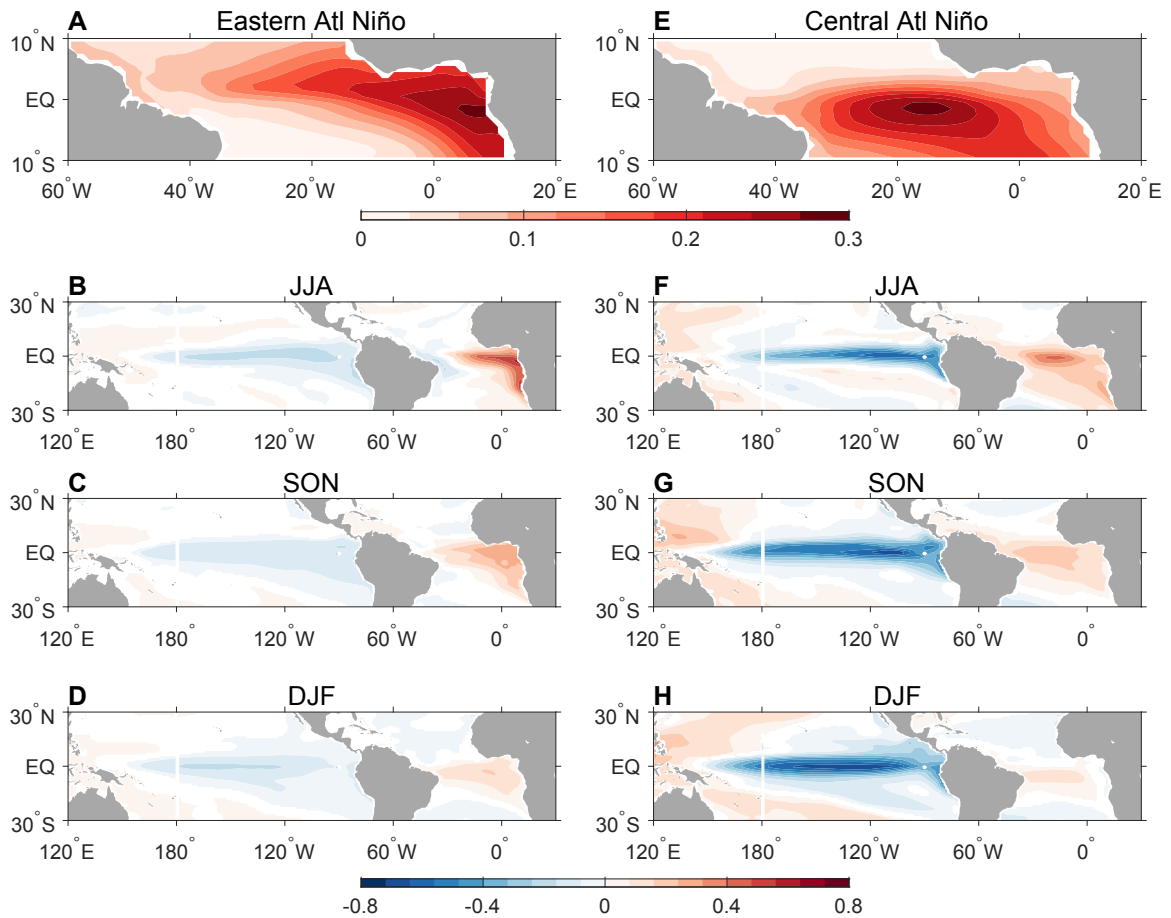 A Eastern Atl Niño
10°N
EQ
10°S
60°W 40°W 20°W 0° 20°E
E Central Atl Niño
10°N
EQ
10°S
60°W 40°W 20°W 0° 20°E
0 0.1 0.2 0.3
B JJA
30°N
EQ
30°S
120°E 180° 120°W 60°W 0°
F JJA
30°N
EQ
30°S
120°E 180° 120°W 60°W 0°
C SON
30°N
EQ
30°S
120°E 180° 120°W 60°W 0°
G SON
30°N
EQ
30°S
120°E 180° 120°W 60°W 0°
D DJF
30°N
EQ
30°S
120°E 180° 120°W 60°W 0°
H DJF
30°N
EQ
30°S
120°E 180° 120°W 60°W 0°
-0.8 -0.4 0 0.4 0.8